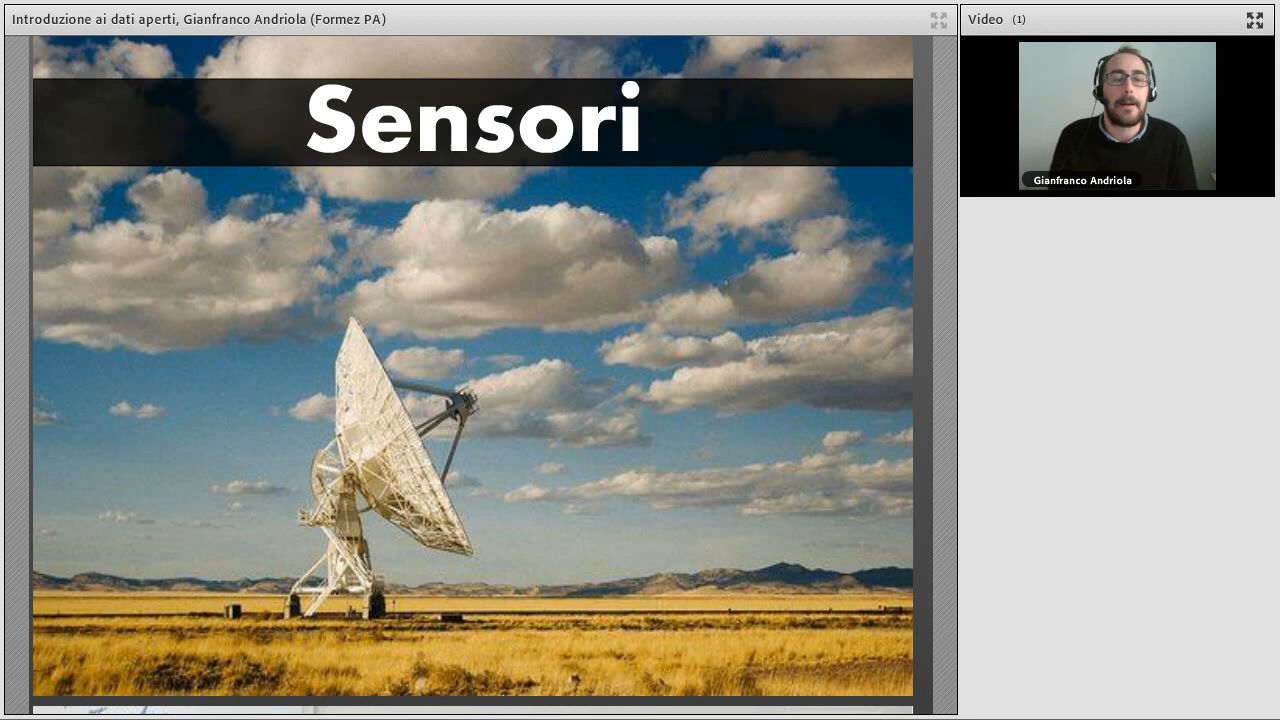 Introduzione ai dati aperti, Gianfranco Andriola (Formez PA)
Video (1)
Sensori
Gianfranco Andriola